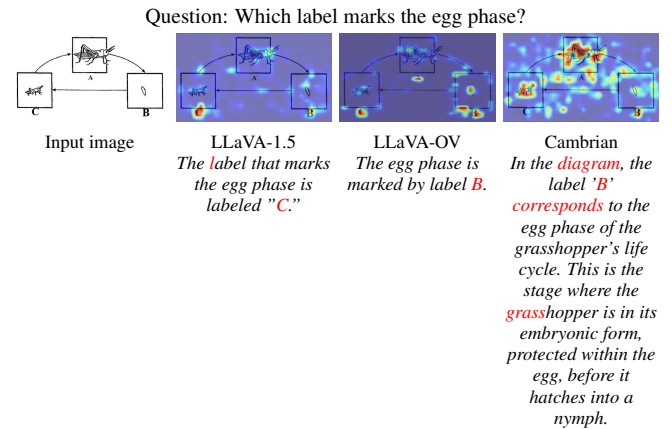 Question: Which label marks the egg phase?
A
C
B
A
C
B
A
B
A
C
B
Input image
LLaVA-1.5
LLaVA-OV
Cambrian
The label that marks
the egg phase is
labeled ”C.”
The egg phase is
marked by label B.
In the diagram, the
label ’B’
corresponds to the
egg phase of the
grasshopper’s life
cycle. This is the
stage where the
grasshopper is in its
embryonic form,
protected within the
egg, before it
hatches into a
nymph.